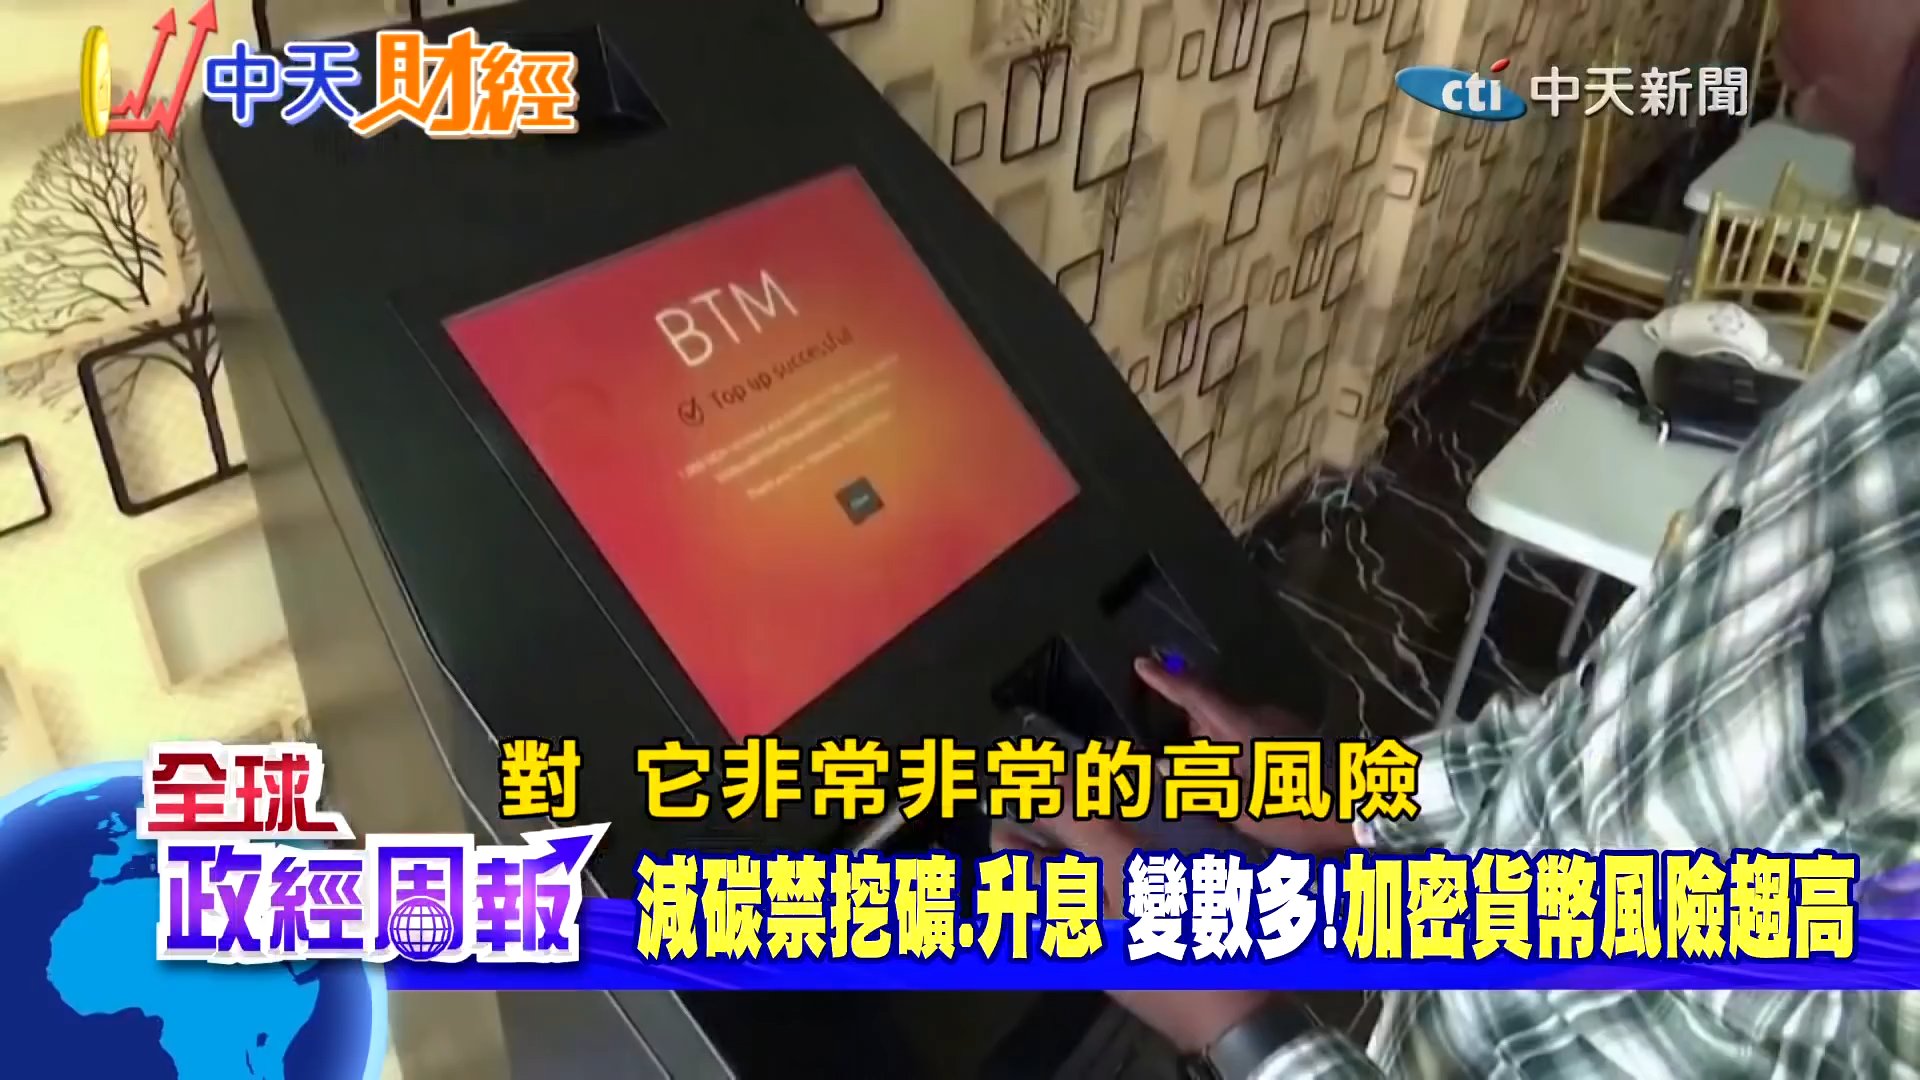 中天財經
cti 中天新聞
BTM
Top up successful
對 它非常非常的高風險
全球
政經周報
減碳禁挖礦.升息 變數多!加密貨幣風險趨高